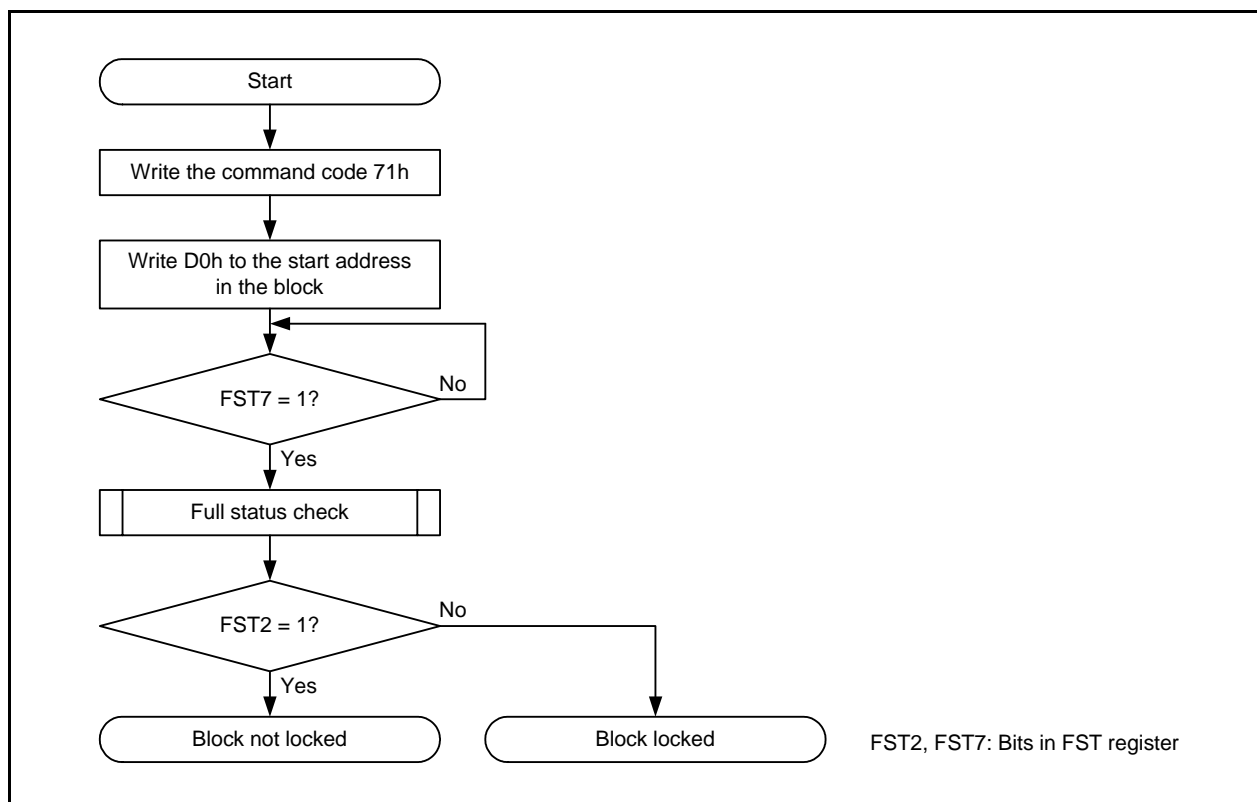 Start
Write the command code 71h
Write D0h to the start address
in the block
FST7 = 1?
No
Yes
Full status check
FST2 = 1?
No
Yes
Block not locked
Block locked
FST2, FST7: Bits in FST register